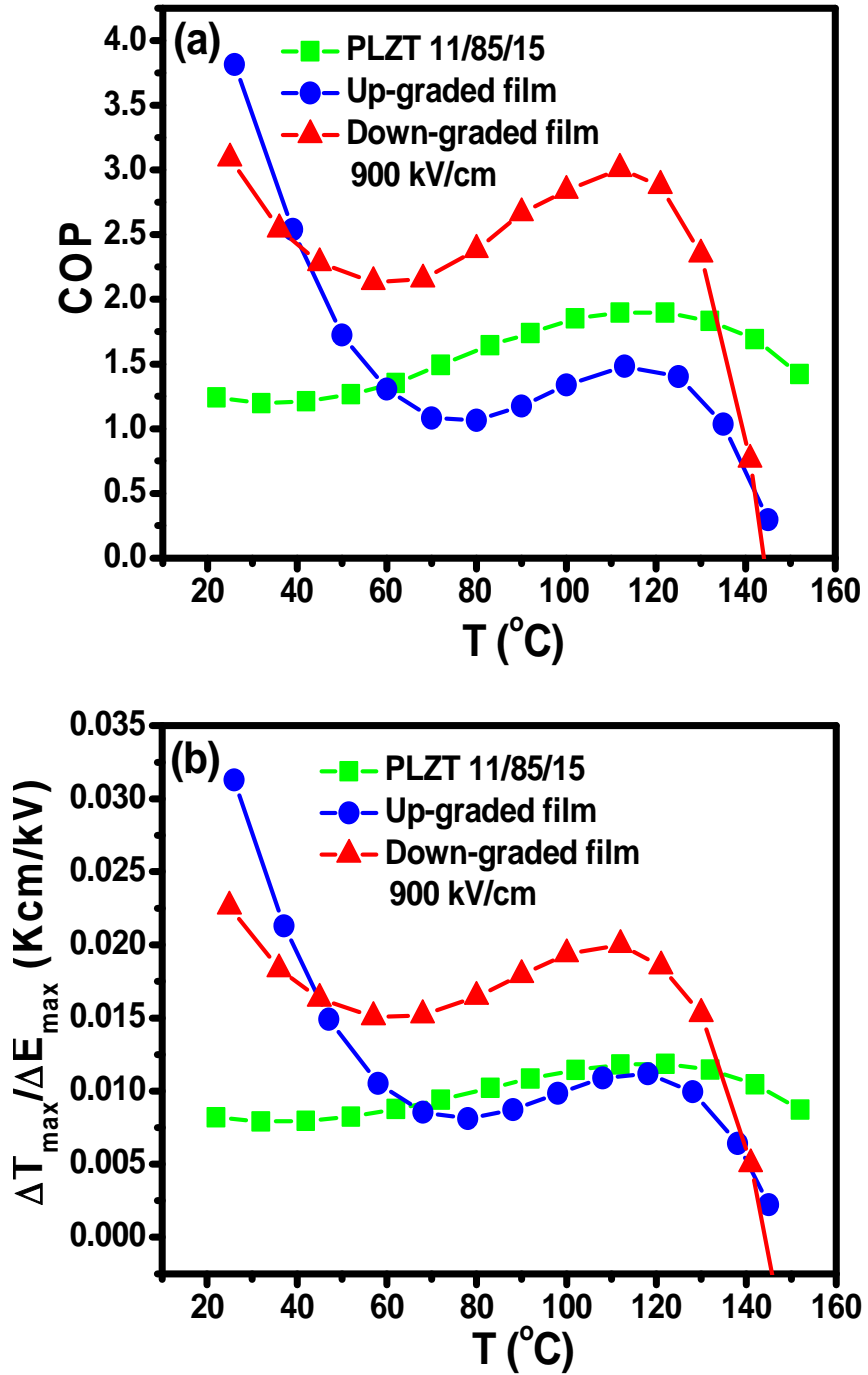 (a)
PLZT 11/85/15
Up-graded film
Down-graded film
900 kV/cm
COP
4.0
3.5
3.0
2.5
2.0
1.5
1.0
0.5
0.0
20 40 60 80 100 120 140 160
T (°C)
(b)
PLZT 11/85/15
Up-graded film
Down-graded film
900 kV/cm
ΔT max/ΔE max (Kcm/kV)
0.035
0.030
0.025
0.020
0.015
0.010
0.005
0.000
20 40 60 80 100 120 140 160
T (°C)